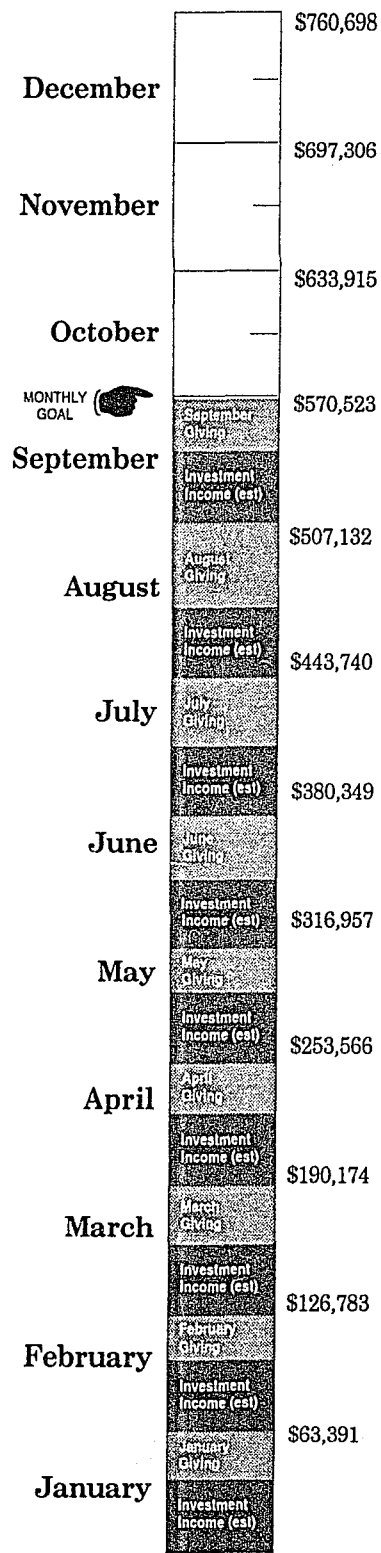 $760,698
December
$697,306
November
$633,915
October
MONTHLY
GOAL
$570,523
September
Giving
September
Investment
Income (est)
$507,132
August
Giving
August
Investment
Income (est)
$443,740
July
July
Giving
Investment
Income (est)
$380,349
June
June
Giving
Investment
Income (est)
$316,957
May
May
Giving
Investment
Income (est)
$253,566
April
April
Giving
Investment
Income (est)
$190,174
March
March
Giving
Investment
Income (est)
$126,783
February
Giving
February
Investment
Income (est)
$63,391
January
Giving
January
Investment
Income (est)